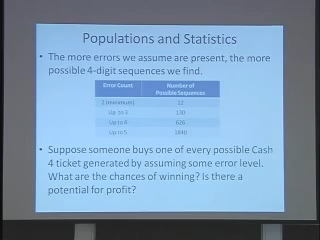 Populations and Statistics
• The more errors we assume are present, the more
possible 4-digit sequences we find.
Error Count Number of
Possible Sequences
2 (minimum) 12
Up to 3 130
Up to 4 626
Up to 5 1840
• Suppose someone buys one of every possible Cash
4 ticket generated by assuming some error level.
What are the chances of winning? Is there a
potential for profit?